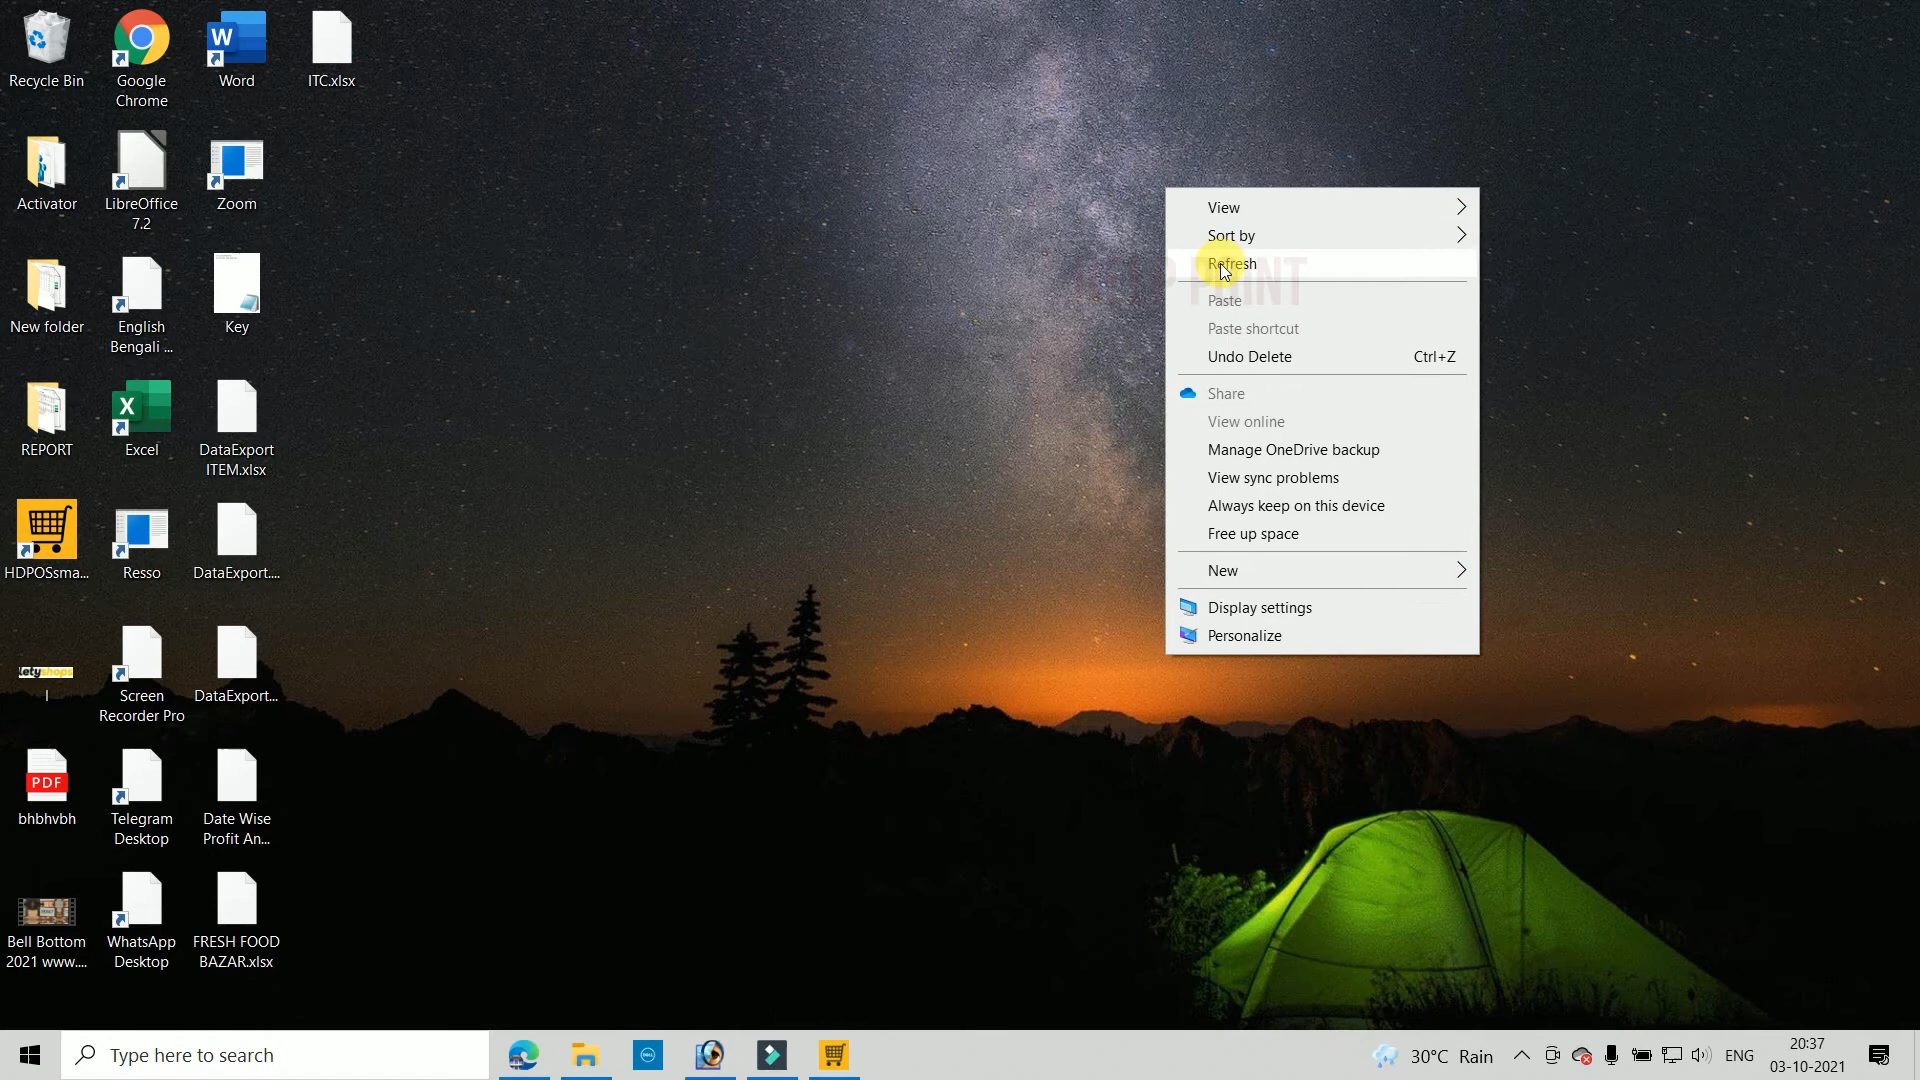 Recycle Bin
Google
Chrome
Word
ITC.xlsx
Activator
LibreOffice
7.2
Zoom
New folder
English
Bengali ...
Key
REPORT
Excel
DataExport
ITEM.xlsx
HDPOSsma...
Resso
DataExport....
letyshops
Screen
Recorder Pro
DataExport...
PDF
bhbhvbh
Telegram
Desktop
Date Wise
Profit An...
Bell Bottom
2021 www....
WhatsApp
Desktop
FRESH FOOD
BAZAR.xlsx
View
Sort by
Refresh
POINT
Paste
Paste shortcut
Undo Delete Ctrl+Z
Share
View online
Manage OneDrive backup
View sync problems
Always keep on this device
Free up space
New
Display settings
Personalize
Type here to search
DELL
30°C Rain
ENG
20:37
03-10-2021